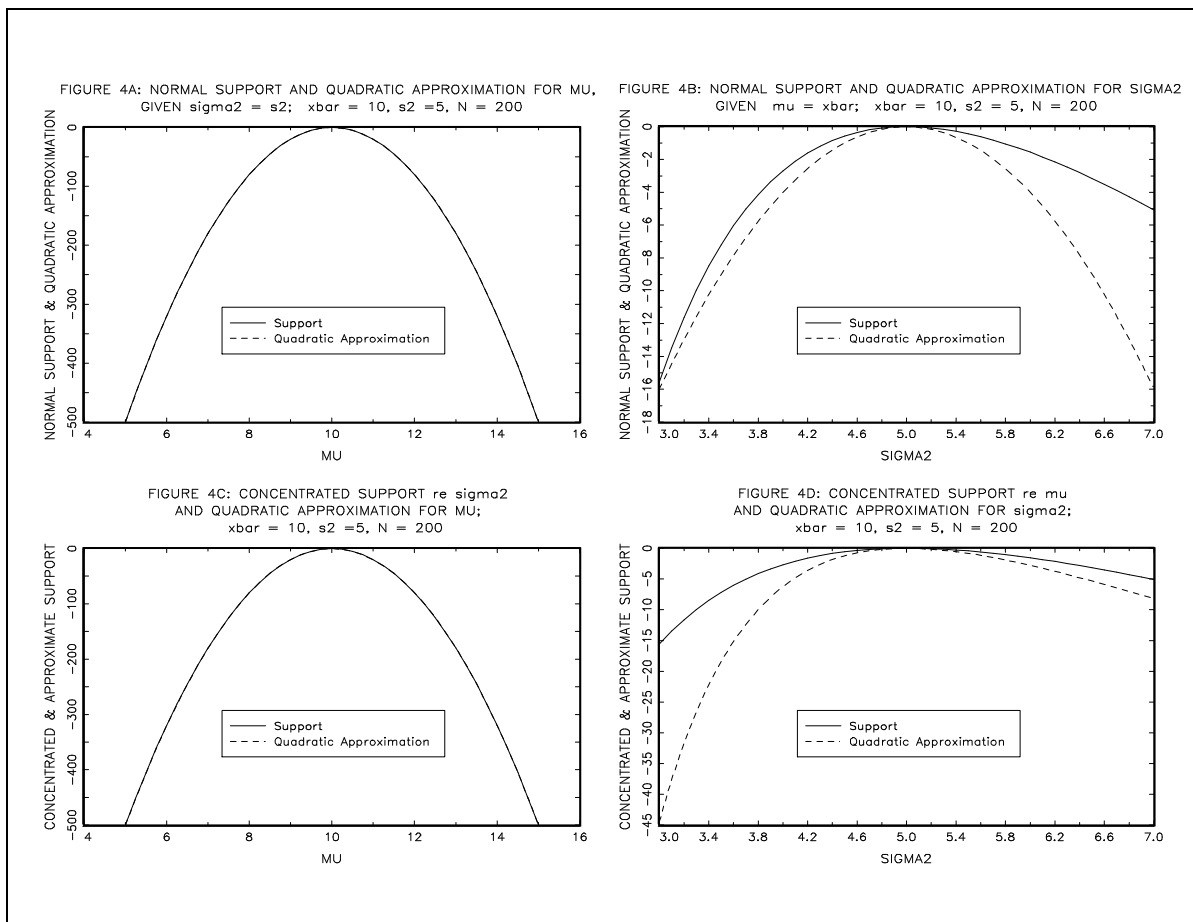 FIGURE 4A: NORMAL SUPPORT AND QUADRATIC APPROXIMATION FOR MU,
GIVEN sigma2 = s2; xbar = 10, s2 =5, N = 200
NORMAL SUPPORT & QUADRATIC APPROXIMATION
0
-100
-200
-300
-400
-500
Support
Quadratic Approximation
4 6 8 10 12 14 16
MU
FIGURE 4B: NORMAL SUPPORT AND QUADRATIC APPROXIMATION FOR SIGMA2
GIVEN mu = xbar; xbar = 10, s2 =5, N = 200
NORMAL SUPPORT & QUADRATIC APPROXIMATION
0
-2
-4
-6
-8
-10
-12
-14
-16
-18
Support
Quadratic Approximation
3.0 3.4 3.8 4.2 4.6 5.0 5.4 5.8 6.2 6.6 7.0
SIGMA2
FIGURE 4C: CONCENTRATED SUPPORT re sigma2
AND QUADRATIC APPROXIMATION FOR MU;
xbar = 10, s2 =5, N = 200
CONCENTRATED & APPROXIMATE SUPPORT
0
-100
-200
-300
-400
-500
Support
Quadratic Approximation
4 6 8 10 12 14 16
MU
FIGURE 4D: CONCENTRATED SUPPORT re mu
AND QUADRATIC APPROXIMATION FOR sigma2;
xbar = 10, s2 = 5, N = 200
CONCENTRATED & APPROXIMATE SUPPORT
0
-5
-10
-15
-20
-25
-30
-35
-40
-45
Support
Quadratic Approximation
3.0 3.4 3.8 4.2 4.6 5.0 5.4 5.8 6.2 6.6 7.0
SIGMA2